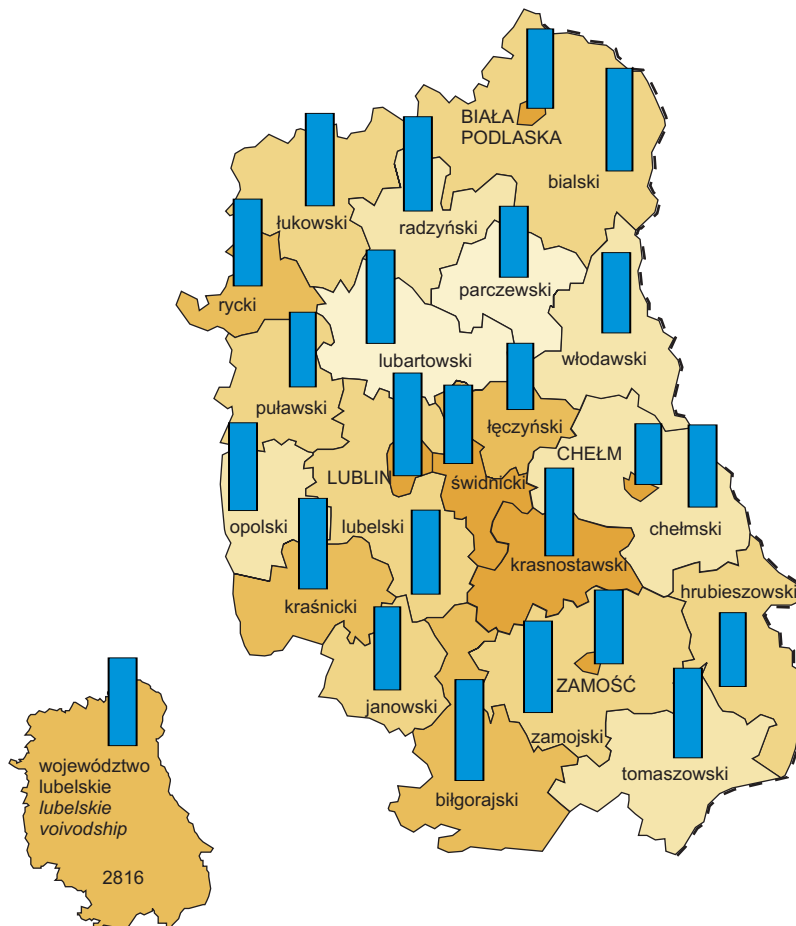 BIAŁA
PODLASKA
bialski
łukowski
radzyński
rycki
parczewski
włodawski
lubartowski
puławski
łęczyński
CHEŁM
LUBLIN
świdnicki
opolski
lubelski
chełmski
krasnostawski
hrubieszowski
kraśnicki
ZAMOŚĆ
janowski
zamojski
tomaszowski
biłgorajski
województwo
lubelskie
lubelskie
voivodship
2816